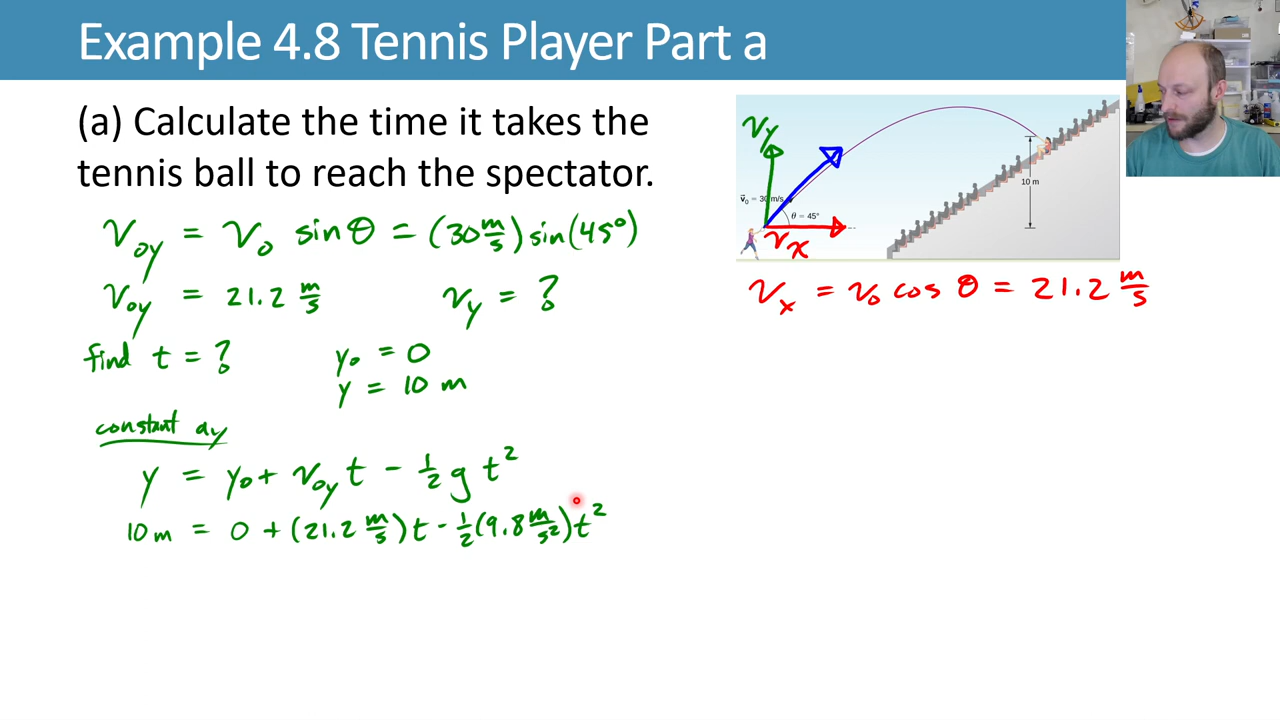 Example 4.8 Tennis Player Part a
(a) Calculate the time it takes the
tennis ball to reach the spectator.
v₀y = v₀ sin θ = (30 m/s) sin(45°)
v₀y = 21.2 m/s vy = ?
find t = ? y₀ = 0
y = 10 m
constant ay
y = y₀ + v₀y t - 1/2 g t²
10 m = 0 + (21.2 m/s) t - 1/2 (9.8 m/s²) t²
vy
10 m
v⃗₀ = 30 m/s
θ = 45°
vx
vx = v₀ cos θ = 21.2 m/s